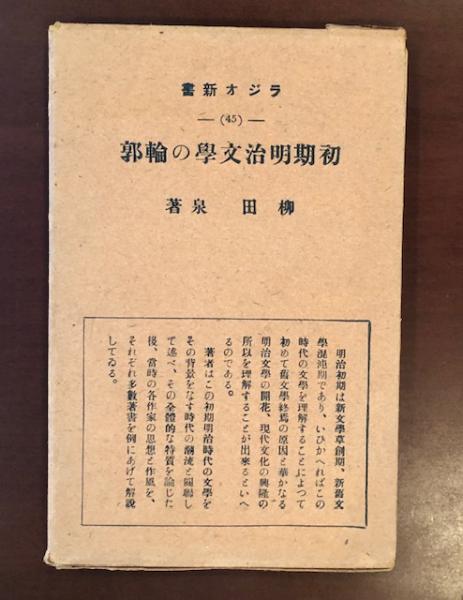 ラジオ新書
―(45)―
初期明治文學の輪郭
柳田泉著
明治初期は新文學草創期、新舊文
學混沌期であり、いひかへればこの
時代の文學を理解することによつて
初めて舊文學終焉の原因と華かなる
明治文學の開花、現代文化の興隆の
所以を理解することが出來るといへ
るのである。
著者はこの初期明治時代の文學を
その背景をなす時代の潮流と關聯し
て述べ、その全體的な特質を論じた
後、當時の各作家の思想と作風を、
それぞれ多數著書を例にあげて解說
してゐる。